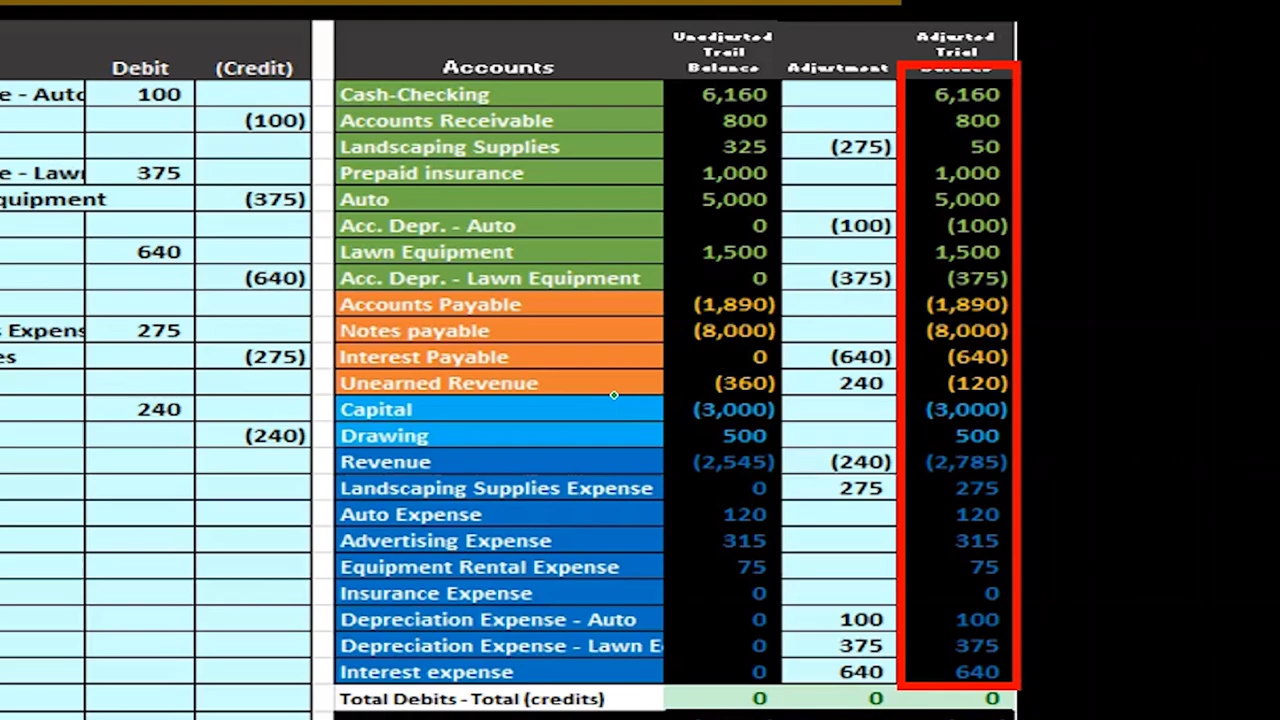 Debit (Credit) Accounts Unadjusted Trail Balance Adjustment Adjusted Trial Balance
e - Auto 100 Cash-Checking 6,160 6,160
(100) Accounts Receivable 800 800
Landscaping Supplies 325 (275) 50
e - Lawn 375 Prepaid insurance 1,000 1,000
quipment (375) Auto 5,000 5,000
Acc. Depr. - Auto 0 (100) (100)
640 Lawn Equipment 1,500 1,500
(640) Acc. Depr. - Lawn Equipment 0 (375) (375)
Accounts Payable (1,890) (1,890)
s Expens 275 Notes payable (8,000) (8,000)
es (275) Interest Payable 0 (640) (640)
Unearned Revenue (360) 240 (120)
240 Capital (3,000) (3,000)
(240) Drawing 500 500
Revenue (2,545) (240) (2,785)
Landscaping Supplies Expense 0 275 275
Auto Expense 120 120
Advertising Expense 315 315
Equipment Rental Expense 75 75
Insurance Expense 0 0
Depreciation Expense - Auto 0 100 100
Depreciation Expense - Lawn E 0 375 375
Interest expense 0 640 640
Total Debits - Total (credits) 0 0 0